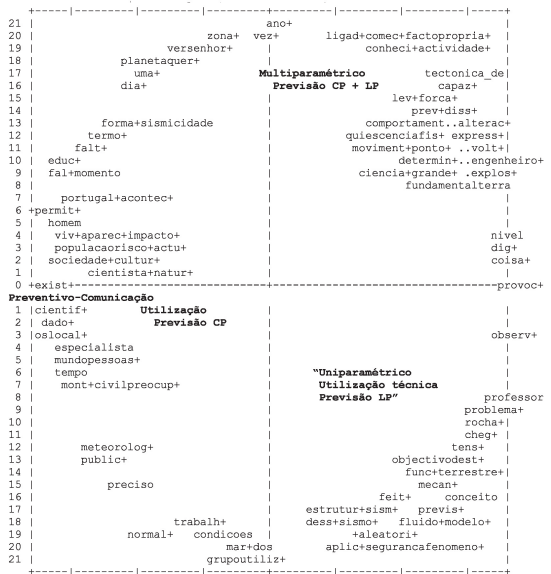 +-----|---------|---------|---------+---------|---------|---------|-----+
21 | ano+ |
20 | zona+ vez+ ligad+comec+factopropria+
19 | versenhor+ | conheci+actividade+ |
18 | planetaquer+ | |
17 | uma+ Multiparamétrico tectonica_de
16 | dia+ | Previsão CP + LP capaz+ |
15 | | lev+forca+ |
14 | | prev+diss+ |
13 | forma+sismicidade | comportament..alterac+
12 | termo+ | quiescenciafis+ express+|
11 | falt+ | moviment+ponto+ ..volt+|
10 | educ+ | determin+..engenheiro+
9 | fal+momento | ciencia+grande+ .explos+
8 | | fundamentalterra
7 | portugal+acontec+ |
6 +permit+ | |
5 | homem | |
4 | viv+aparec+impacto+ | nivel
3 | populacaorisco+actu+ | dig+
2 | sociedade+cultur+ | coisa+
1 | cientista+natur+ | |
0 +exist+-----------------------------+---------------------------------provoc+
Preventivo-Comunicação
1 |cientif+ Utilização | |
2 | dado+ Previsão CP | |
3 |oslocal+ | observ+
4 | especialista | |
5 | mundopessoas+ | |
6 | tempo | “Uniparamétrico |
7 | mont+civilpreocup+ | Utilização técnica |
8 | | Previsão LP” professor
9 | | problema+
10 | | rocha+|
11 | | cheg+ |
12 | meteorolog+ | tens+ |
13 | public+ | objectivodest+ |
14 | | func+terrestre+|
15 | preciso | mecan+ |
16 | | feit+ conceito
17 | | estrutur+sism+ previs+ |
18 | trabalh+ | dess+sismo+ fluido+modelo+ |
19 | normal+ condicoes | +aleatori+ |
20 | mar+dos aplic+segurancafenomeno+ |
21 | grupoutiliz+ |
+-----|---------|---------|---------+---------|---------|---------|-----+